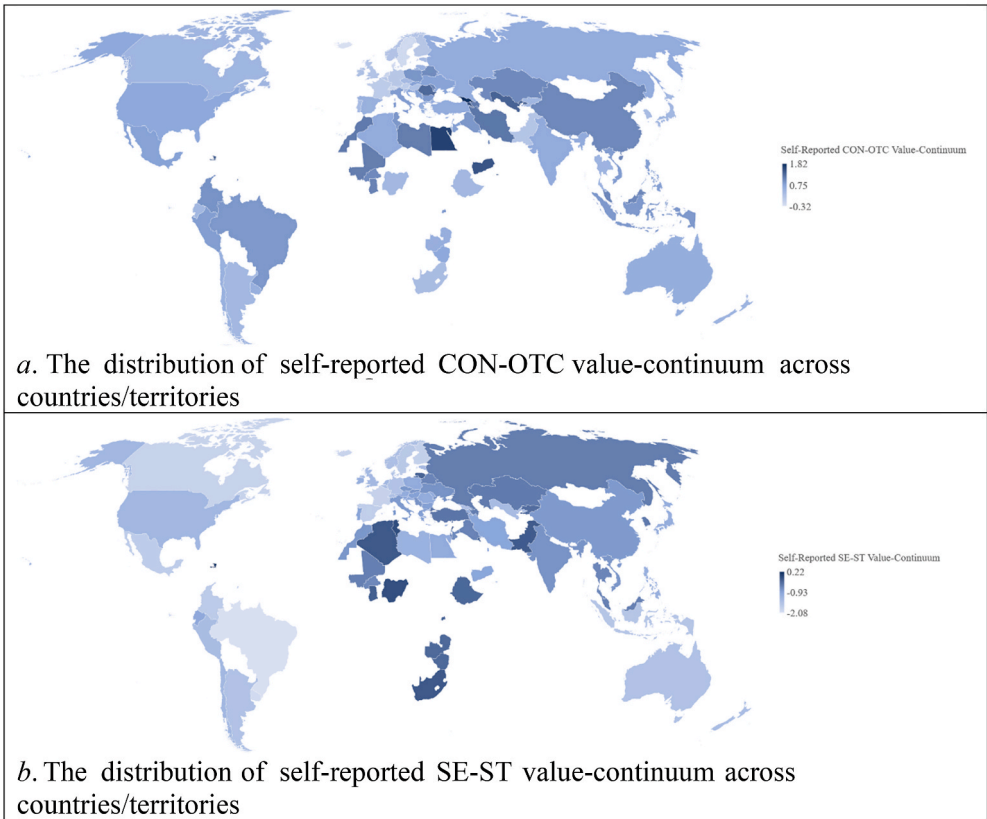 Self-Reported CON-OTC Value-Continuum
1.82
0.75
-0.32
a. The distribution of self-reported CON-OTC value-continuum across
countries/territories
Self-Reported SE-ST Value-Continuum
0.22
-0.93
-2.08
b. The distribution of self-reported SE-ST value-continuum across
countries/territories